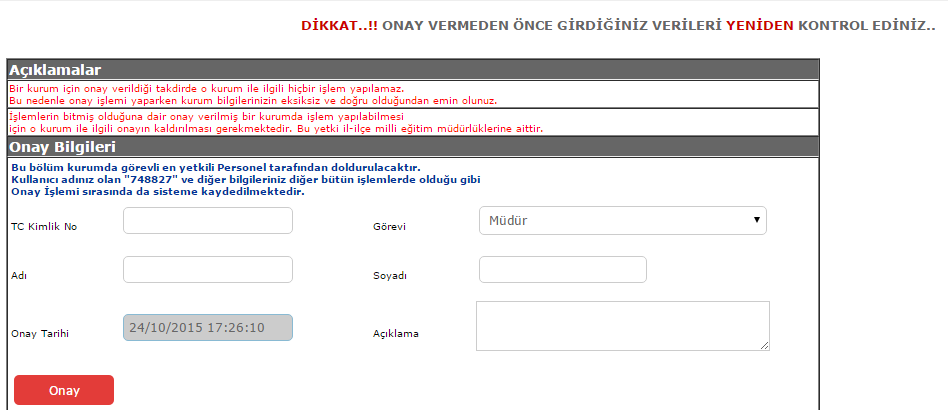 DİKKAT..!! ONAY VERMEDEN ÖNCE GİRDİĞİNİZ VERİLERİ YENİDEN KONTROL EDİNİZ..
Açıklamalar
Bir kurum için onay verildiği takdirde o kurum ile ilgili hiçbir işlem yapılamaz.
Bu nedenle onay işlemi yaparken kurum bilgilerinizin eksiksiz ve doğru olduğundan emin olunuz.
İşlemlerin bitmiş olduğuna dair onay verilmiş bir kurumda işlem yapılabilmesi
için o kurum ile ilgili onayın kaldırılması gerekmektedir. Bu yetki il-ilçe milli eğitim müdürlüklerine aittir.
Onay Bilgileri
Bu bölüm kurumda görevli en yetkili Personel tarafından doldurulacaktır.
Kullanıcı adınız olan "748827" ve diğer bilgileriniz diğer bütün işlemlerde olduğu gibi
Onay İşlemi sırasında da sisteme kaydedilmektedir.
TC Kimlik No Görevi Müdür
Adı Soyadı
Onay Tarihi 24/10/2015 17:26:10 Açıklama
Onay